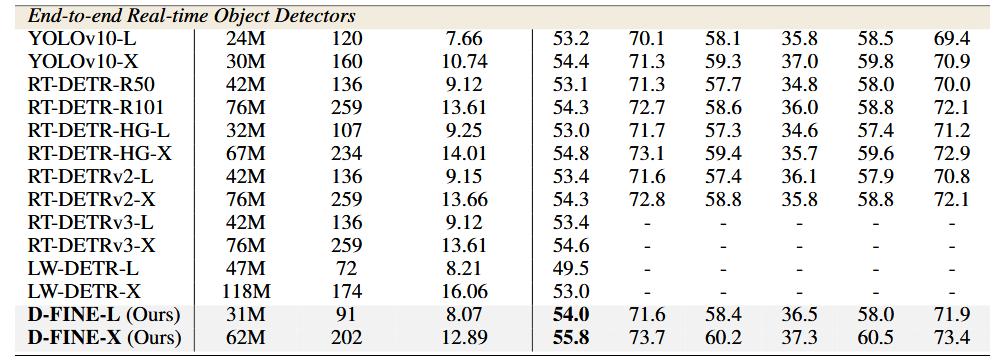 End-to-end Real-time Object Detectors
YOLOv10-L 24M 120 7.66 53.2 70.1 58.1 35.8 58.5 69.4
YOLOv10-X 30M 160 10.74 54.4 71.3 59.3 37.0 59.8 70.9
RT-DETR-R50 42M 136 9.12 53.1 71.3 57.7 34.8 58.0 70.0
RT-DETR-R101 76M 259 13.61 54.3 72.7 58.6 36.0 58.8 72.1
RT-DETR-HG-L 32M 107 9.25 53.0 71.7 57.3 34.6 57.4 71.2
RT-DETR-HG-X 67M 234 14.01 54.8 73.1 59.4 35.7 59.6 72.9
RT-DETRv2-L 42M 136 9.15 53.4 71.6 57.4 36.1 57.9 70.8
RT-DETRv2-X 76M 259 13.66 54.3 72.8 58.8 35.8 58.8 72.1
RT-DETRv3-L 42M 136 9.12 53.4 - - - - -
RT-DETRv3-X 76M 259 13.61 54.6 - - - - -
LW-DETR-L 47M 72 8.21 49.5 - - - - -
LW-DETR-X 118M 174 16.06 53.0 - - - - -
D-FINE-L (Ours) 31M 91 8.07 54.0 71.6 58.4 36.5 58.0 71.9
D-FINE-X (Ours) 62M 202 12.89 55.8 73.7 60.2 37.3 60.5 73.4